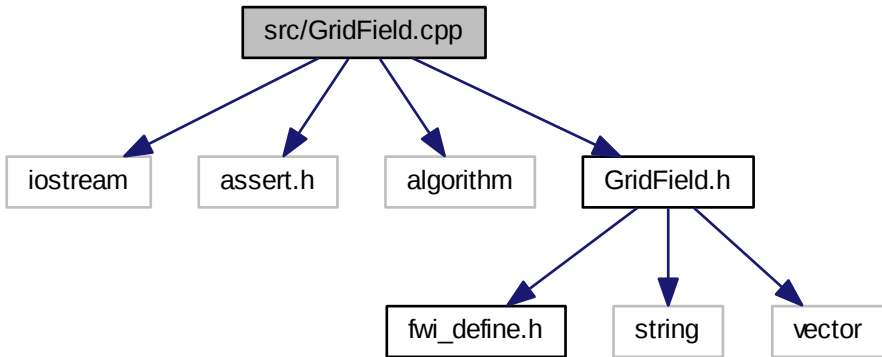 src/GridField.cpp
iostream
assert.h
algorithm
GridField.h
fwi_define.h
string
vector